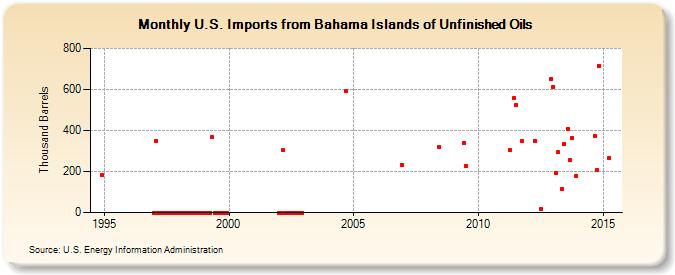 Monthly U.S. Imports from Bahama Islands of Unfinished Oils
Thousand Barrels
800
600
400
200
0
1995 2000 2005 2010 2015
Source: U.S. Energy Information Administration